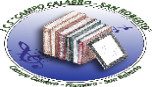 I.C. "CAMPO CALABRO - SAN ROBERTO"
Campo Calabro - Fiumara - San Roberto